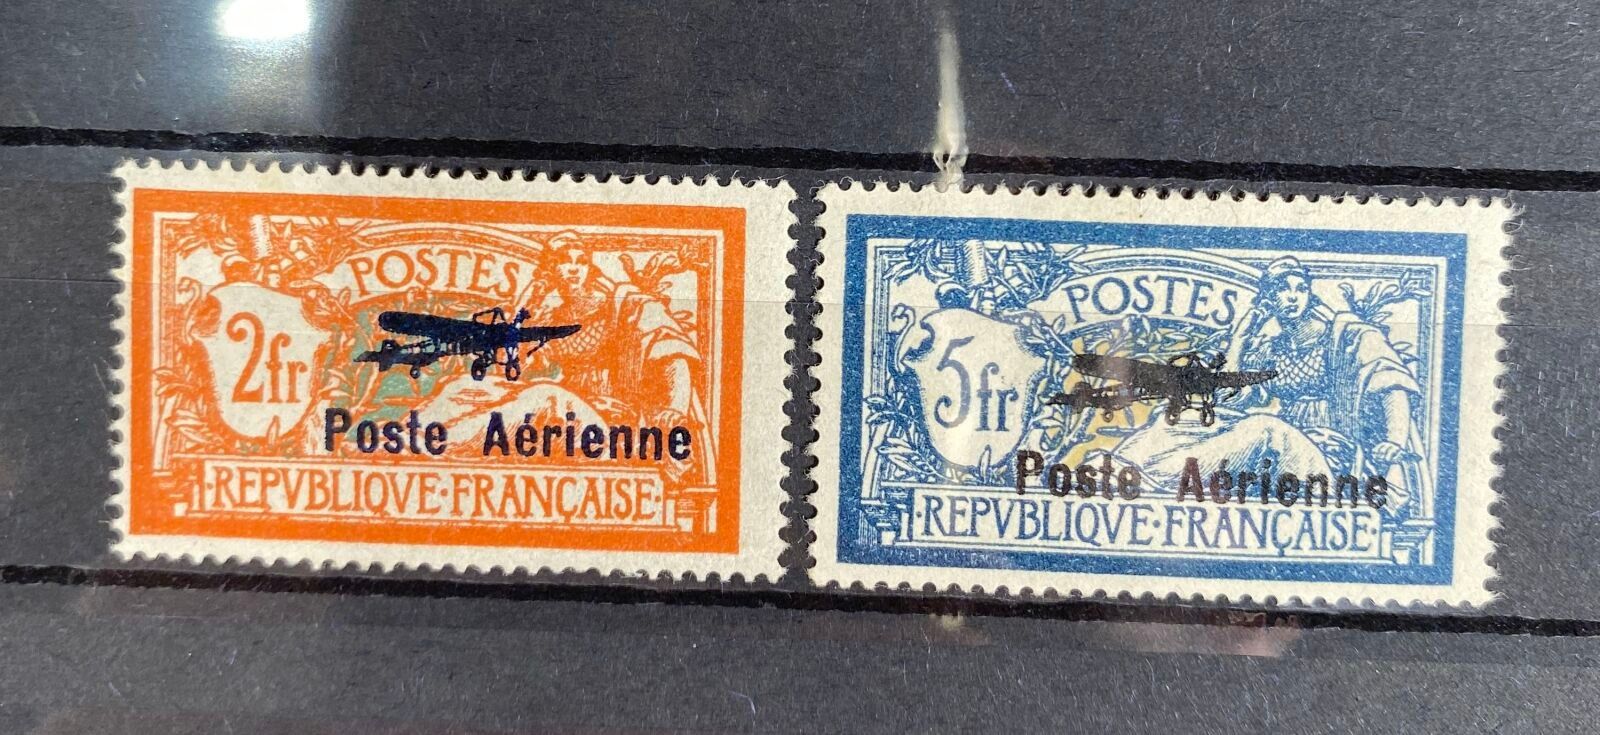 POSTES
2fr
Poste Aérienne
·REPVBLIQVE·FRANÇAISE·
POSTES
5fr
Poste Aérienne
·REPVBLIQVE·FRANÇAISE·